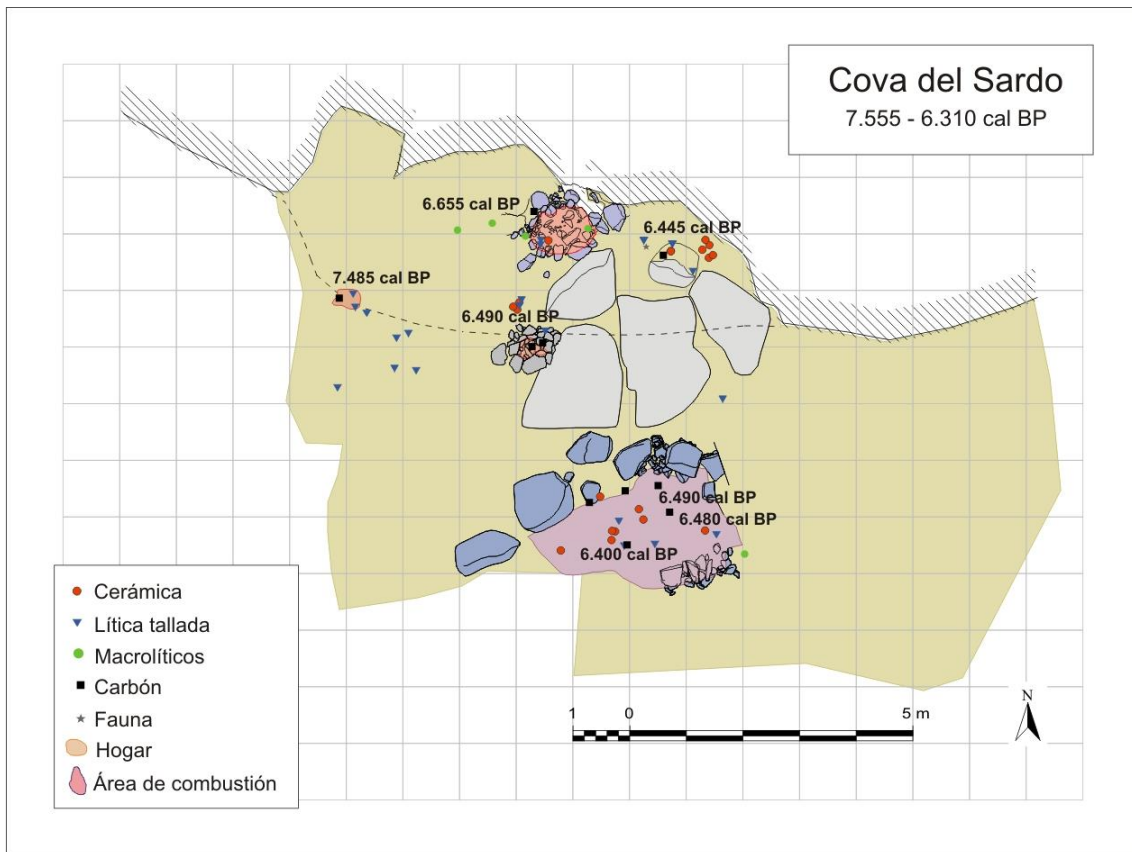 Cova del Sardo
7.555 - 6.310 cal BP
6.655 cal BP
6.445 cal BP
7.485 cal BP
6.490 cal BP
6.490 cal BP
6.480 cal BP
6.400 cal BP
Cerámica
Lítica tallada
Macrolíticos
Carbón
Fauna
Hogar
Área de combustión
1 0 5 m
N